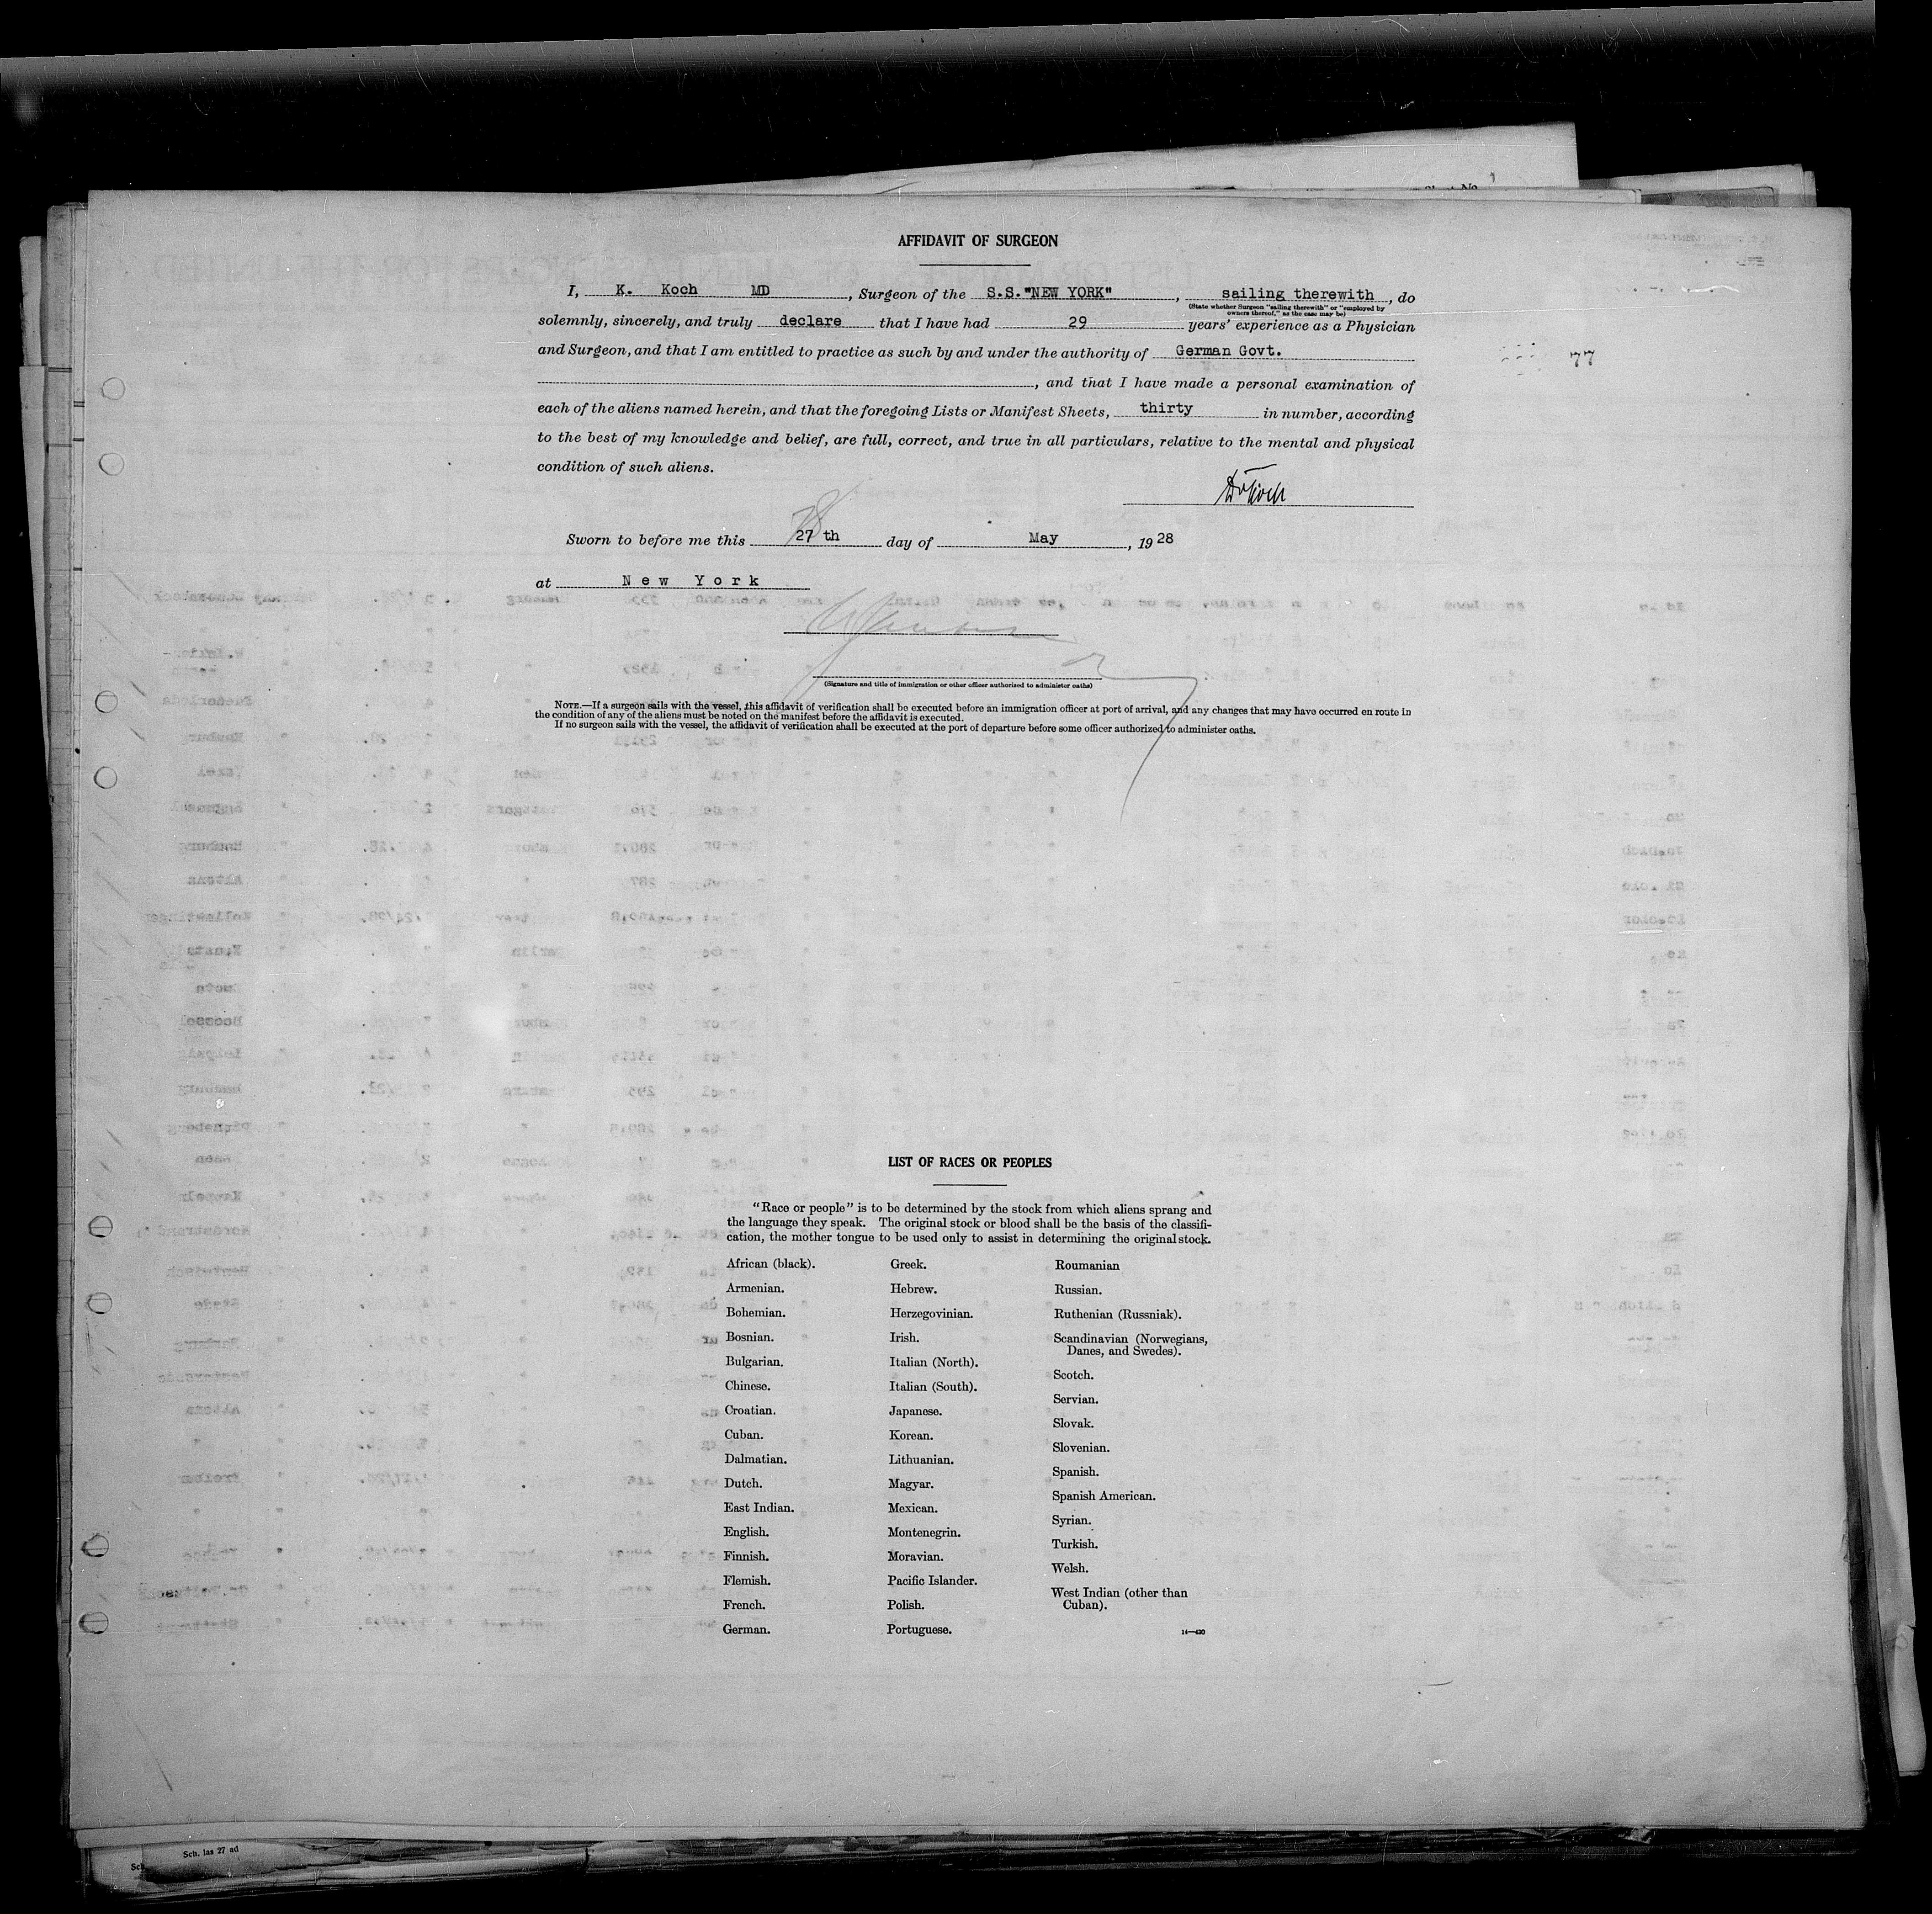 AFFIDAVIT OF SURGEON
I, K. Koch MD, Surgeon of the S.S. "NEW YORK", sailing therewith, do
(State whether Surgeon "sailing therewith" or "employed by
owners thereof," as the case may be)
solemnly, sincerely, and truly declare that I have had 29 years' experience as a Physician
and Surgeon, and that I am entitled to practice as such by and under the authority of German Govt.
77
, and that I have made a personal examination of
each of the aliens named herein, and that the foregoing Lists or Manifest Sheets, thirty in number, according
to the best of my knowledge and belief, are full, correct, and true in all particulars, relative to the mental and physical
condition of such aliens.
Dr Koch
28
Sworn to before me this 27 th day of May, 1928
at New York
(Signature and title of immigration or other officer authorized to administer oaths)
NOTE.—If a surgeon sails with the vessel, this affidavit of verification shall be executed before an immigration officer at port of arrival, and any changes that may have occurred en route in
the condition of any of the aliens must be noted on the manifest before the affidavit is executed.
If no surgeon sails with the vessel, the affidavit of verification shall be executed at the port of departure before some officer authorized to administer oaths.
LIST OF RACES OR PEOPLES
"Race or people" is to be determined by the stock from which aliens sprang and
the language they speak. The original stock or blood shall be the basis of the classifi-
cation, the mother tongue to be used only to assist in determining the original stock.
African (black).
Armenian.
Bohemian.
Bosnian.
Bulgarian.
Chinese.
Croatian.
Cuban.
Dalmatian.
Dutch.
East Indian.
English.
Finnish.
Flemish.
French.
German.
Greek.
Hebrew.
Herzegovinian.
Irish.
Italian (North).
Italian (South).
Japanese.
Korean.
Lithuanian.
Magyar.
Mexican.
Montenegrin.
Moravian.
Pacific Islander.
Polish.
Portuguese.
Roumanian
Russian.
Ruthenian (Russniak).
Scandinavian (Norwegians,
Danes, and Swedes).
Scotch.
Servian.
Slovak.
Slovenian.
Spanish.
Spanish American.
Syrian.
Turkish.
Welsh.
West Indian (other than
Cuban).
14—430
Sch. las 27 ad
Sch.